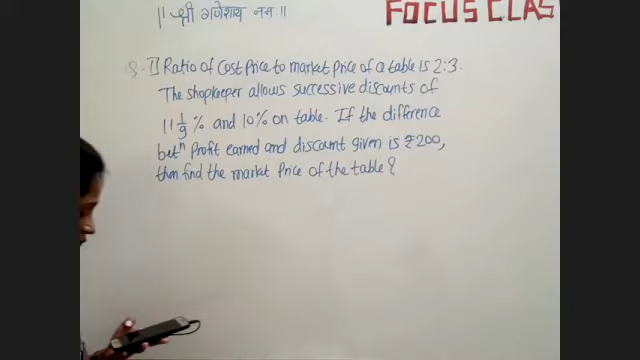 || श्री गणेशाय नमः ||
FOCUS CLAS
Q. 1] Ratio of Cost Price to market Price of a table is 2:3.
The shopkeeper allows successive discounts of
11 1/9 % and 10% on table. If the difference
betⁿ Profit earned and discount given is ₹200,
then find the market Price of the table?